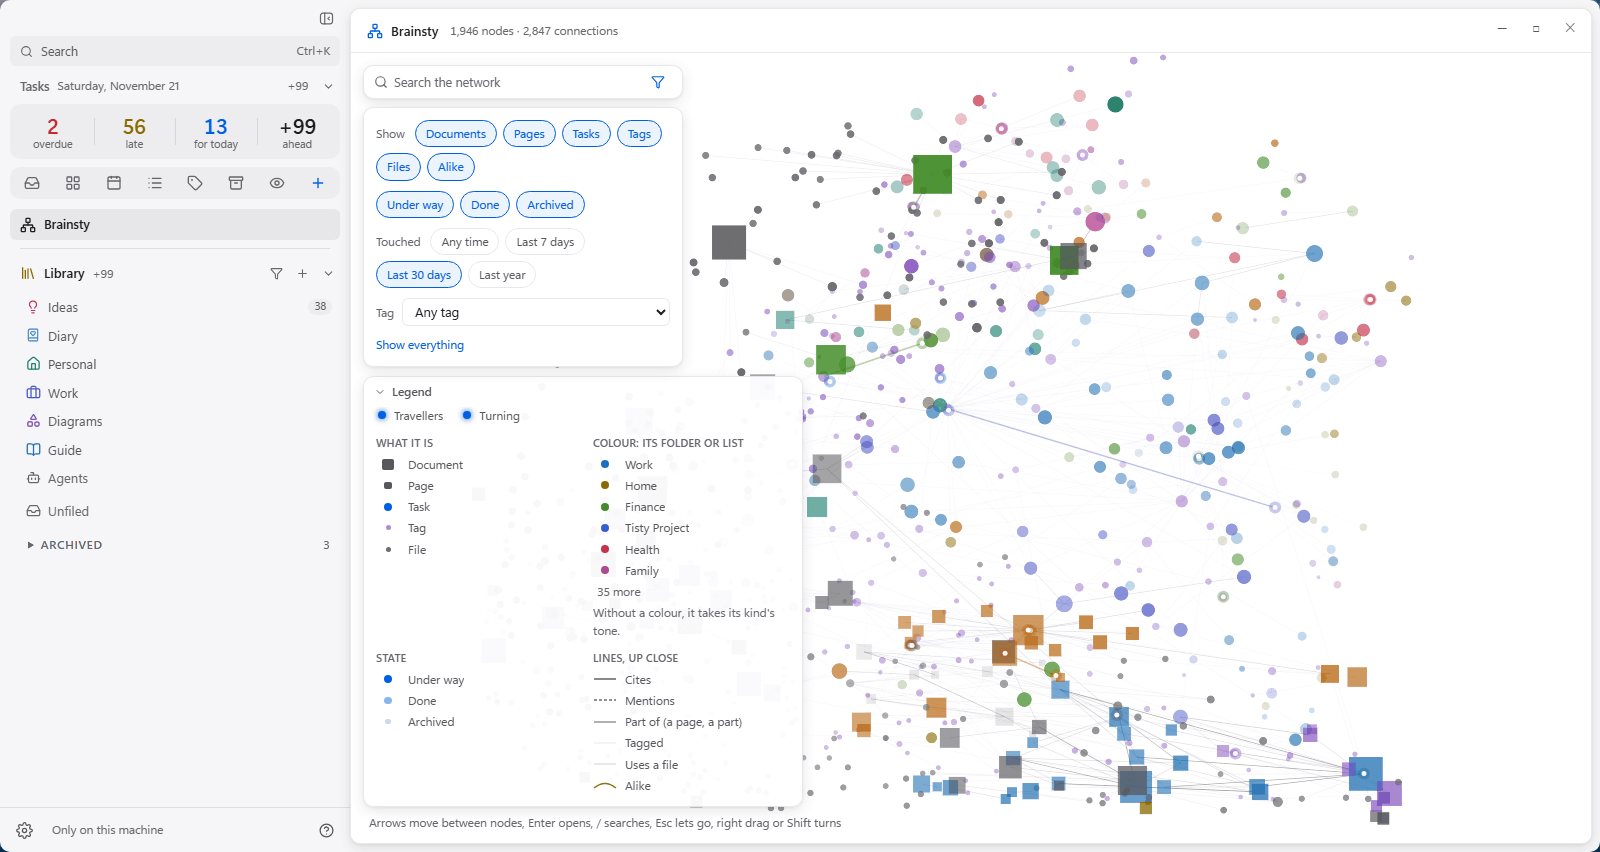 Search Ctrl+K
Tasks Saturday, November 21 +99
2 56 13 +99
overdue late for today ahead
Brainsty
Library +99
Ideas 38
Diary
Personal
Work
Diagrams
Guide
Agents
Unfiled
ARCHIVED 3
Only on this machine
Brainsty 1,946 nodes · 2,847 connections
Search the network
Show Documents Pages Tasks Tags
Files Alike
Under way Done Archived
Touched Any time Last 7 days
Last 30 days Last year
Tag Any tag
Show everything
Legend
Travellers Turning
WHAT IT IS
Document
Page
Task
Tag
File
COLOUR: ITS FOLDER OR LIST
Work
Home
Finance
Tisty Project
Health
Family
35 more
Without a colour, it takes its kind's
tone.
STATE
Under way
Done
Archived
LINES, UP CLOSE
Cites
Mentions
Part of (a page, a part)
Tagged
Uses a file
Alike
Arrows move between nodes, Enter opens, / searches, Esc lets go, right drag or Shift turns